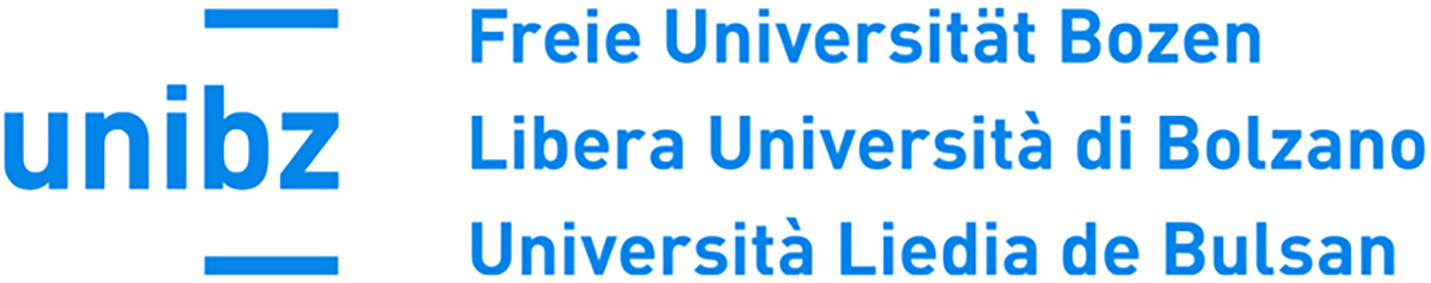 unibz
Freie Universität Bozen
Libera Università di Bolzano
Università Liedia de Bulsan